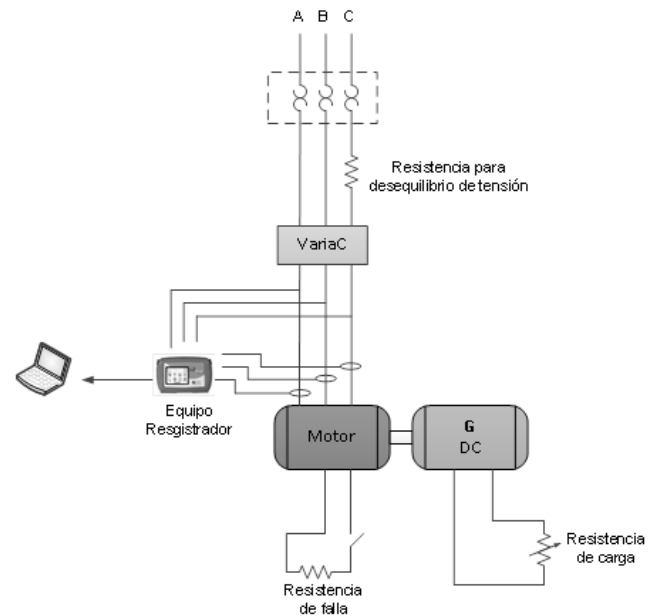 A B C
Resistencia para
desequilibrio de tensión
VariaC
Equipo
Resgistrador
Motor
G
DC
Resistencia
de carga
Resistencia
de falla